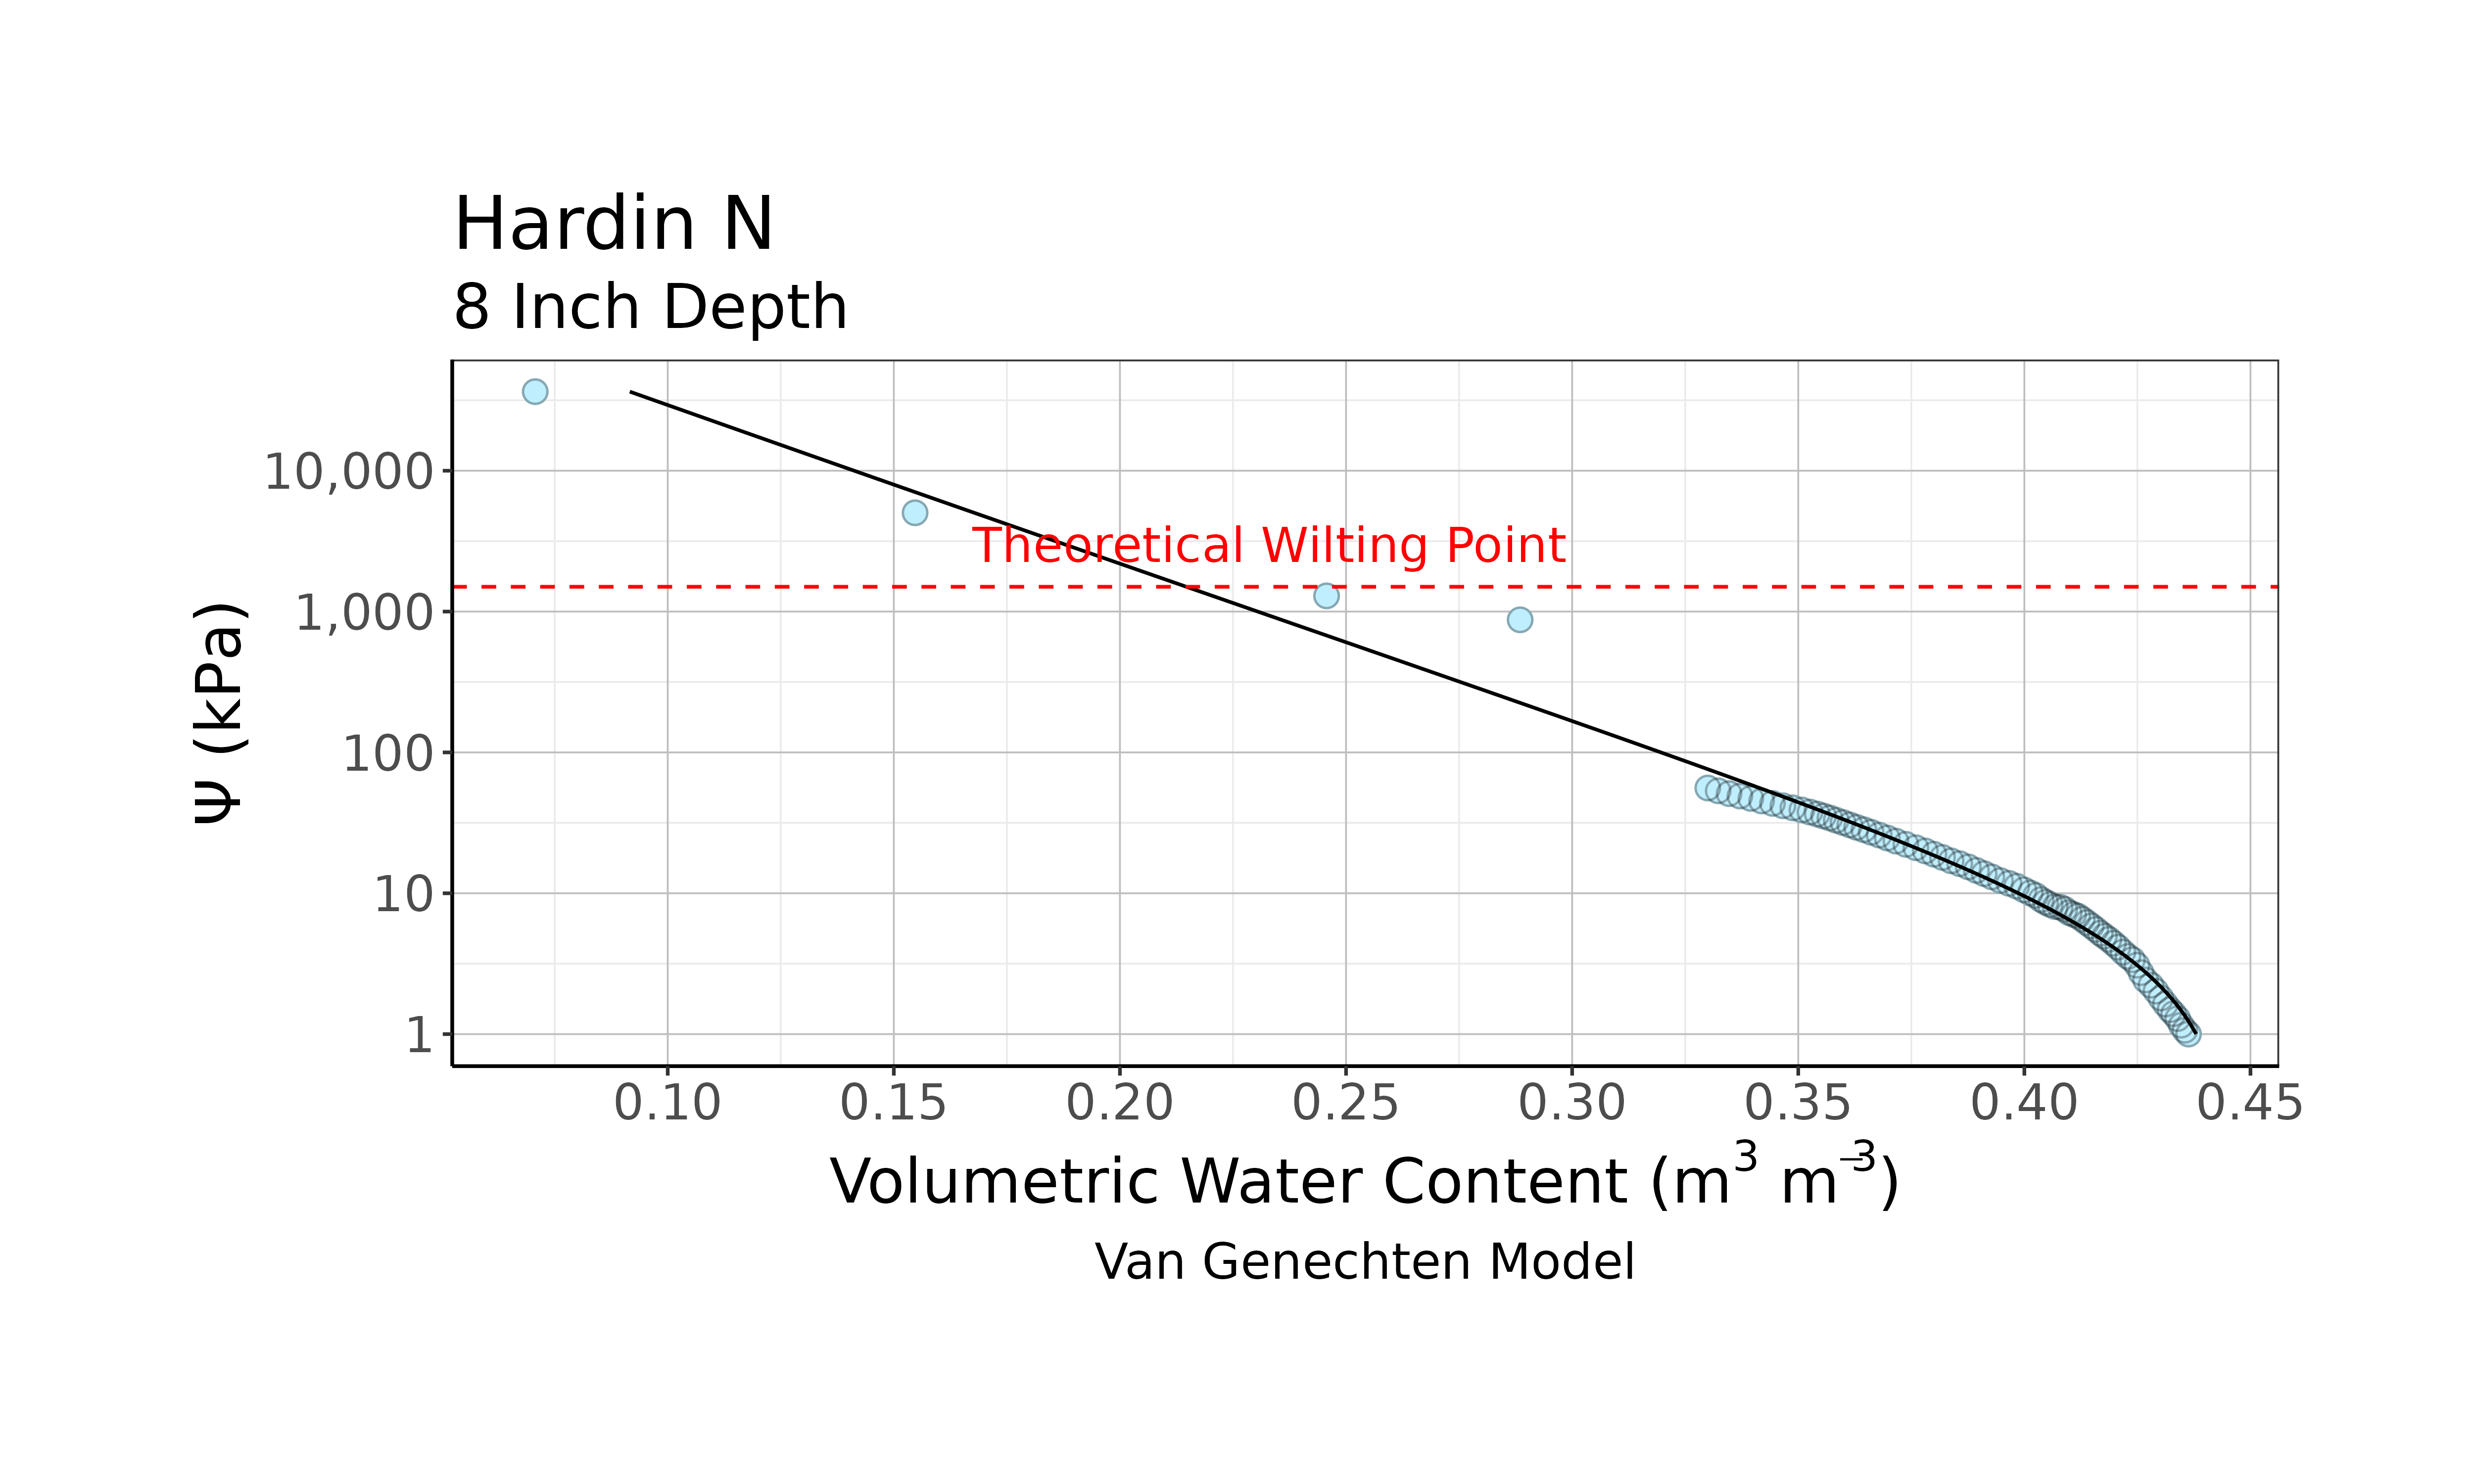 Hardin N
8 Inch Depth
10,000
1,000
100
10
1
Ψ (kPa)
Theoretical Wilting Point
0.10 0.15 0.20 0.25 0.30 0.35 0.40 0.45
Volumetric Water Content (m³ m⁻³)
Van Genechten Model